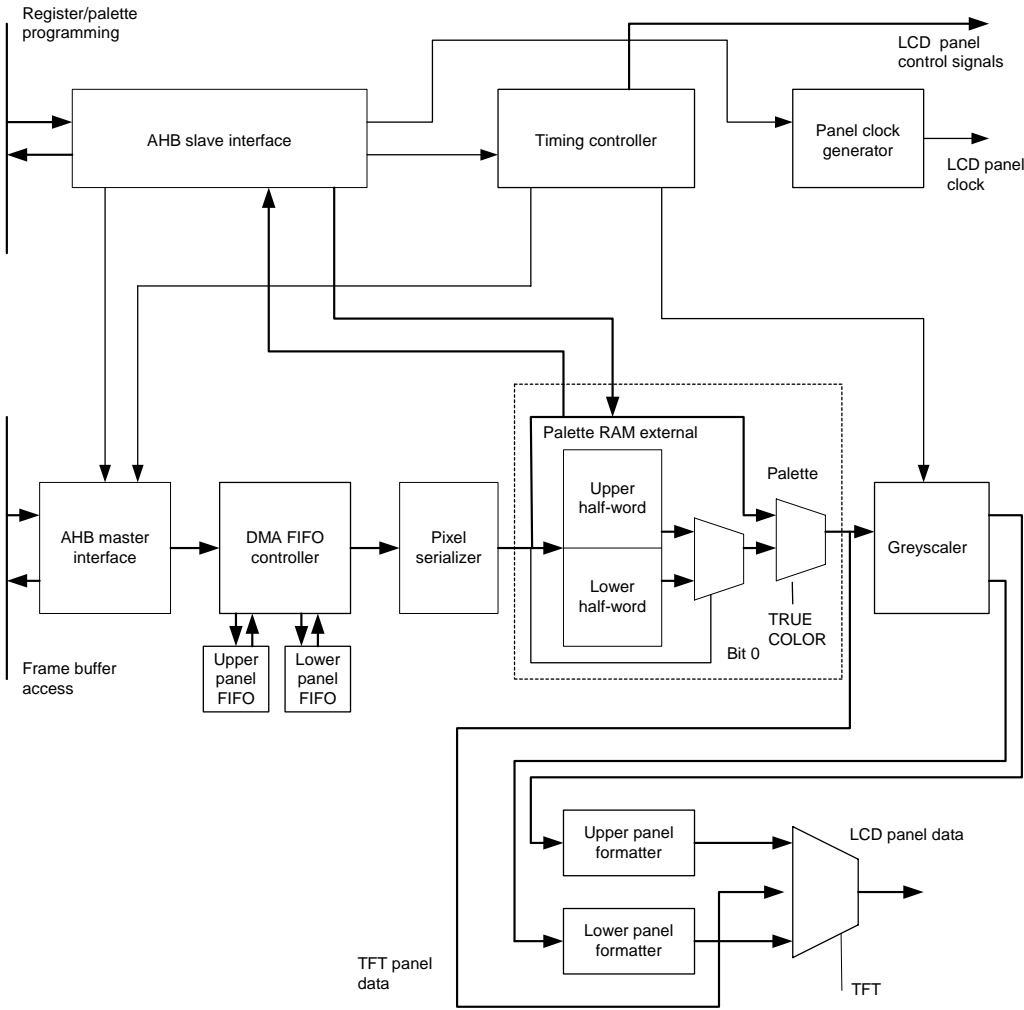 Register/palette
programming
LCD panel
control signals
AHB slave interface
Timing controller
Panel clock
generator
LCD panel
clock
Palette RAM external
Palette
Upper
half-word
Lower
half-word
AHB master
interface
DMA FIFO
controller
Pixel
serializer
Greyscaler
TRUE
COLOR
Bit 0
Upper
panel
FIFO
Lower
panel
FIFO
Frame buffer
access
Upper panel
formatter
LCD panel data
Lower panel
formatter
TFT panel
data
TFT